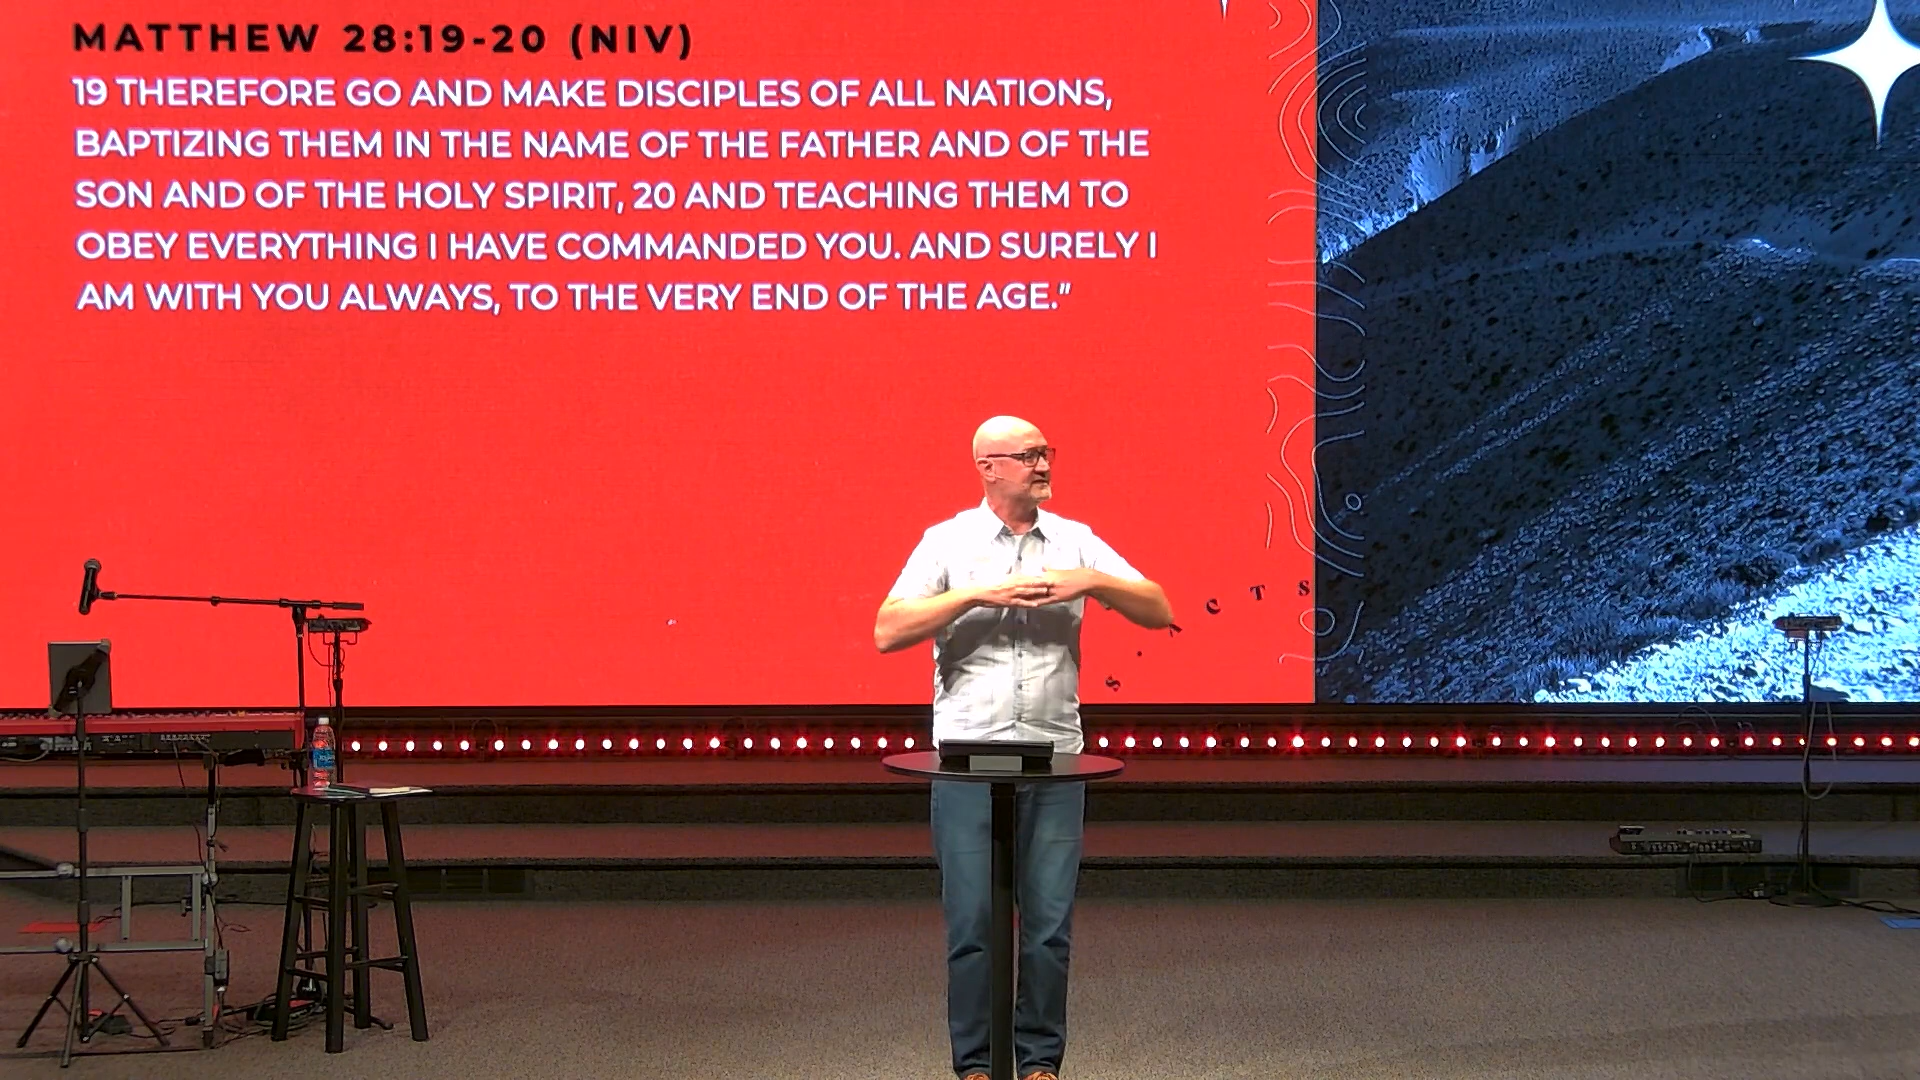 MATTHEW 28:19-20 (NIV)
19 THEREFORE GO AND MAKE DISCIPLES OF ALL NATIONS,
BAPTIZING THEM IN THE NAME OF THE FATHER AND OF THE
SON AND OF THE HOLY SPIRIT, 20 AND TEACHING THEM TO
OBEY EVERYTHING I HAVE COMMANDED YOU. AND SURELY I
AM WITH YOU ALWAYS, TO THE VERY END OF THE AGE.”